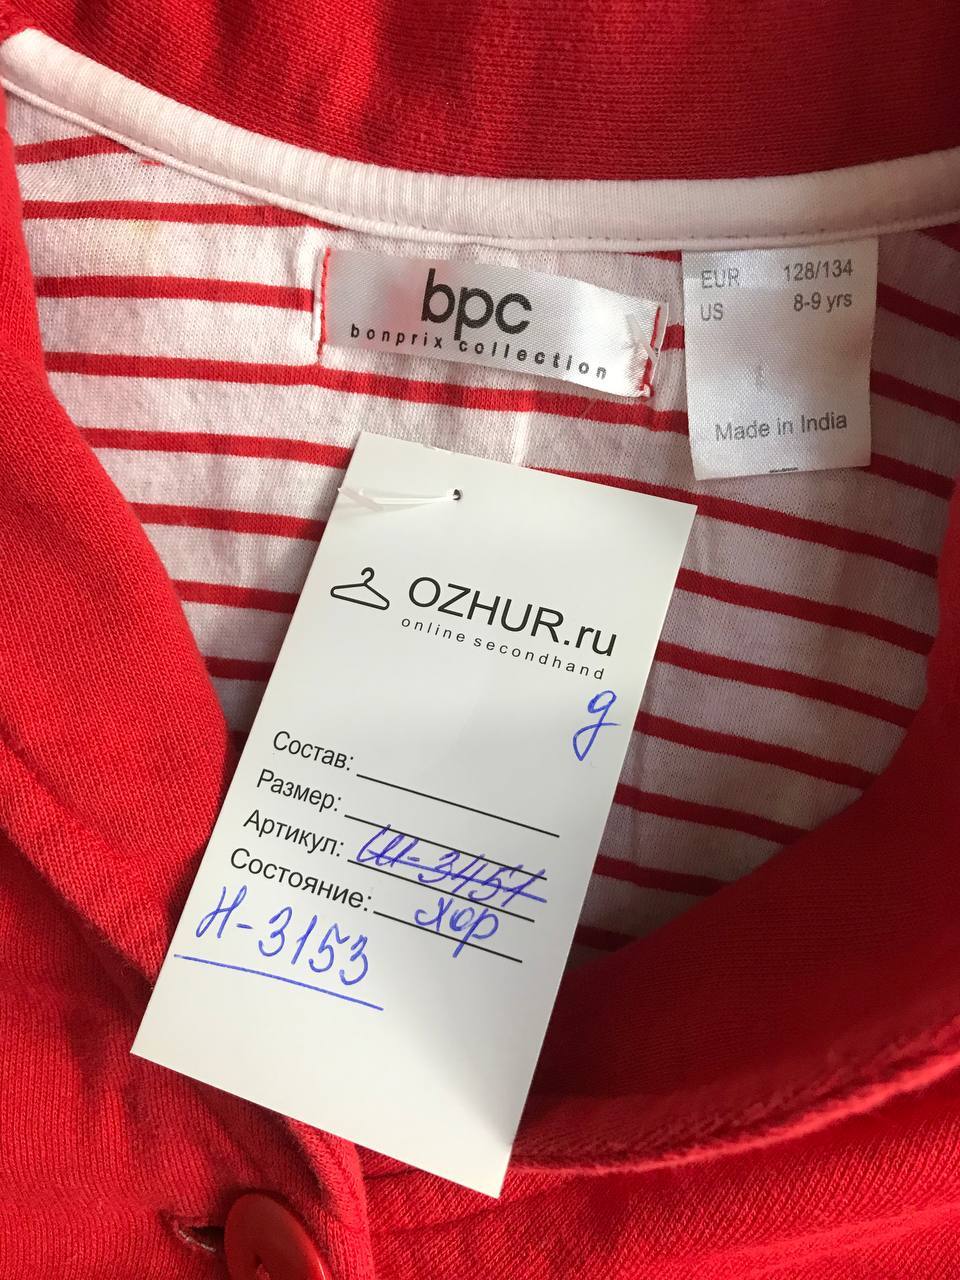 bpc
bonprix collection
EUR 128/134
US 8-9 yrs
Made in India
OZHUR.ru
online secondhand
g
Состав:
Размер:
Артикул: Ш-3451
Состояние: хор
Н-3153